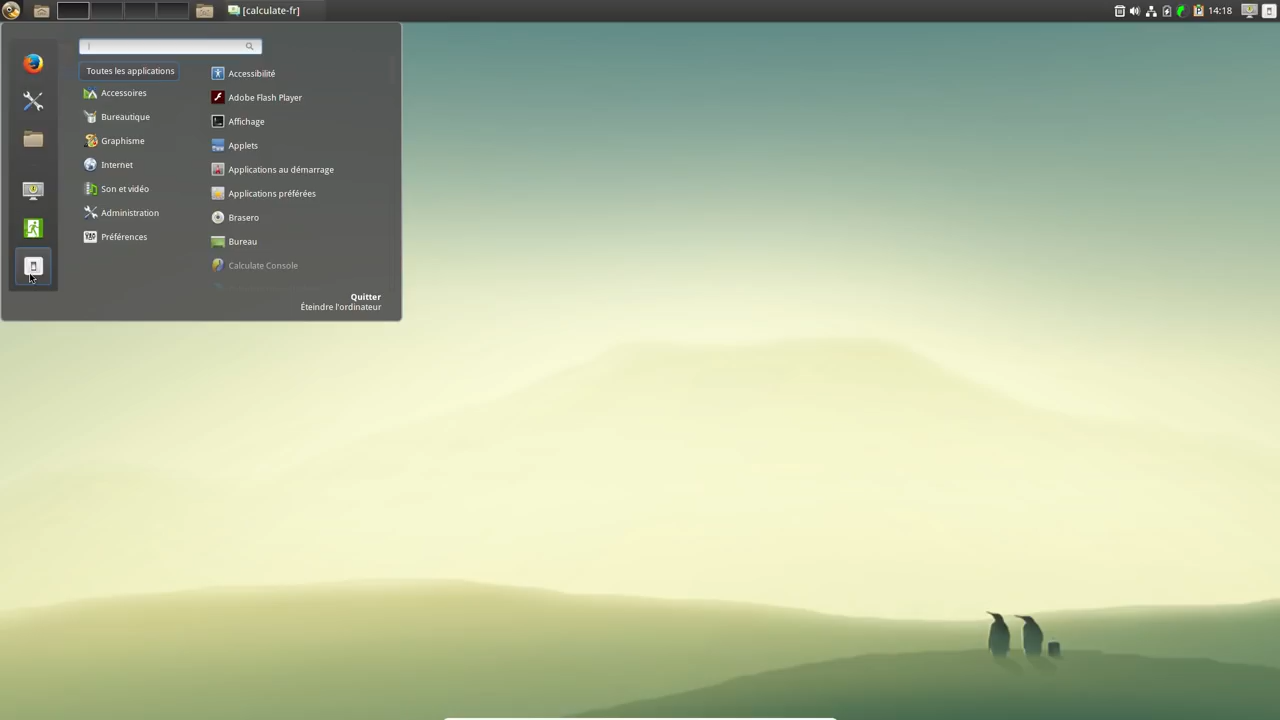 [calculate-fr]
14:18
Toutes les applications
Accessoires
Bureautique
Graphisme
Internet
Son et vidéo
Administration
Préférences
Accessibilité
Adobe Flash Player
Affichage
Applets
Applications au démarrage
Applications préférées
Brasero
Bureau
Calculate Console
Quitter
Éteindre l'ordinateur